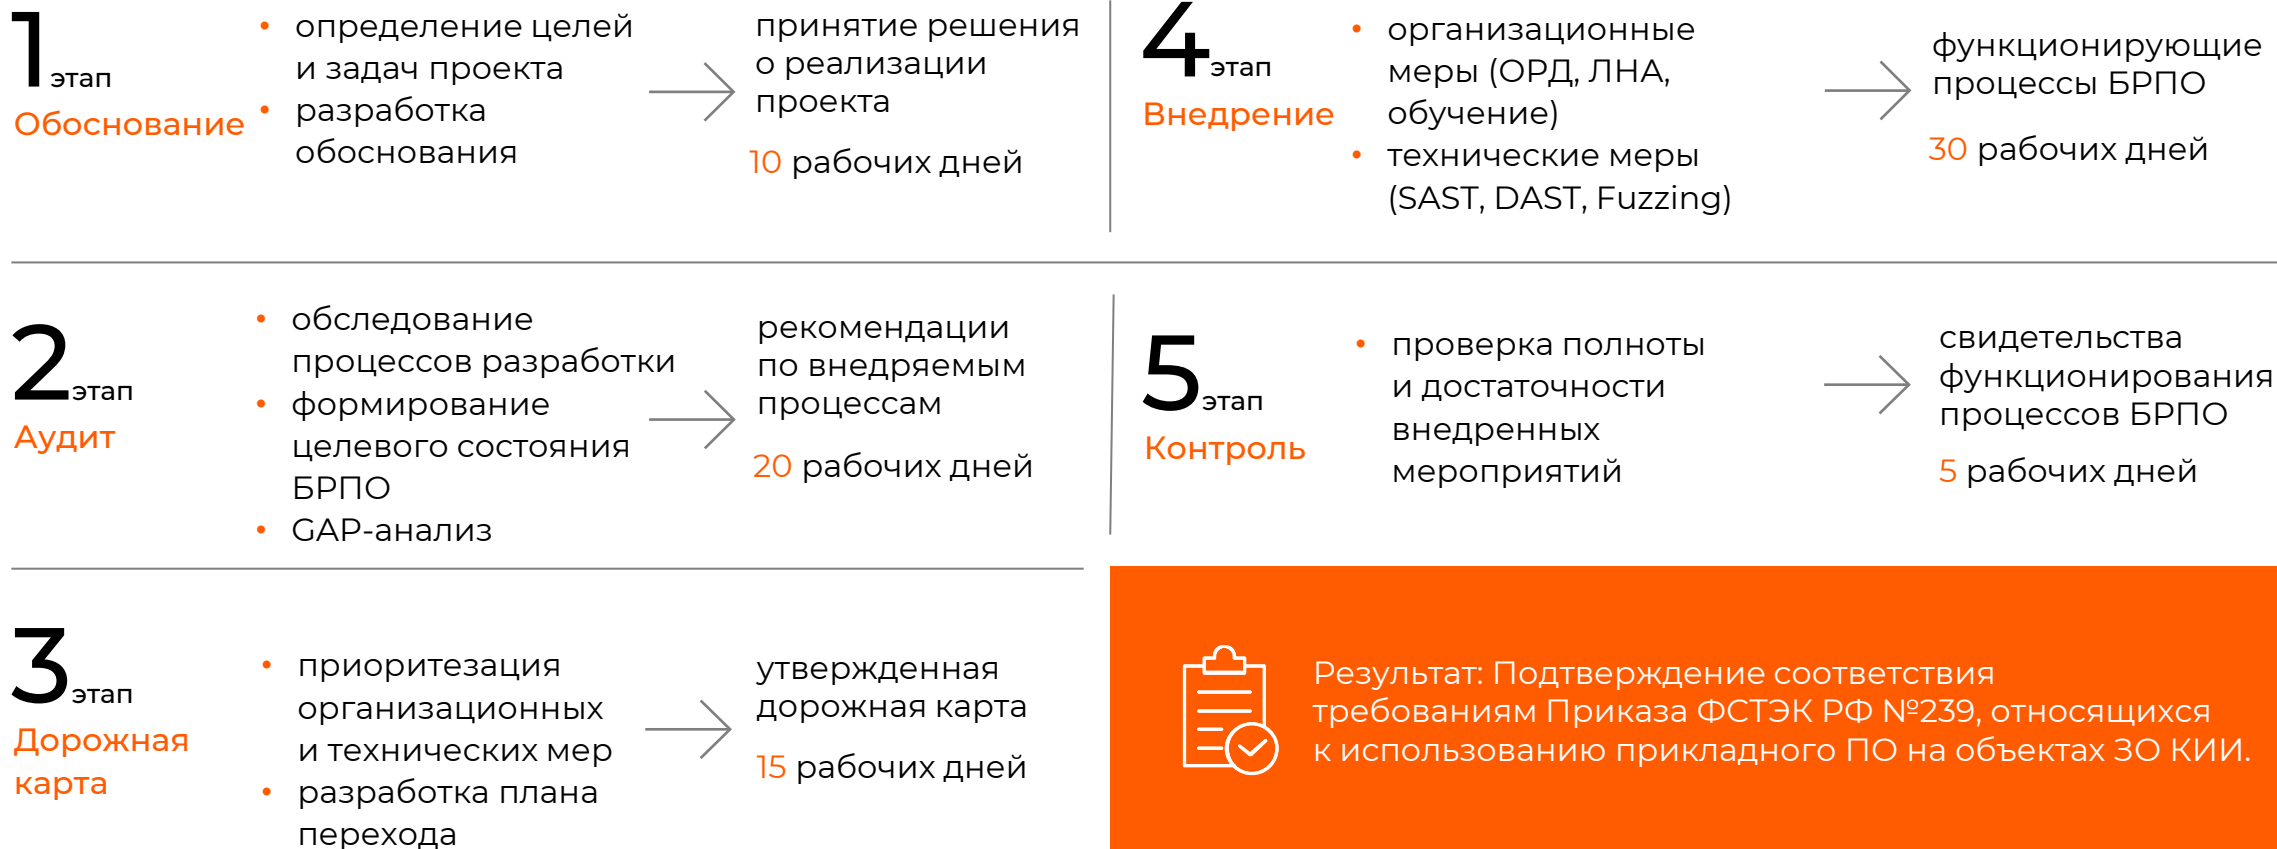 1 этап
Обоснование
• определение целей
и задач проекта
• разработка
обоснования
принятие решения
о реализации
проекта
10 рабочих дней
2 этап
Аудит
• обследование
процессов разработки
• формирование
целевого состояния
БРПО
• GAP-анализ
рекомендации
по внедряемым
процессам
20 рабочих дней
3 этап
Дорожная
карта
• приоритезация
организационных
и технических мер
• разработка плана
перехода
утвержденная
дорожная карта
15 рабочих дней
4 этап
Внедрение
• организационные
меры (ОРД, ЛНА,
обучение)
• технические меры
(SAST, DAST, Fuzzing)
функционирующие
процессы БРПО
30 рабочих дней
5 этап
Контроль
• проверка полноты
и достаточности
внедренных
мероприятий
свидетельства
функционирования
процессов БРПО
5 рабочих дней
Результат: Подтверждение соответствия
требованиям Приказа ФСТЭК РФ №239, относящихся
к использованию прикладного ПО на объектах ЗО КИИ.